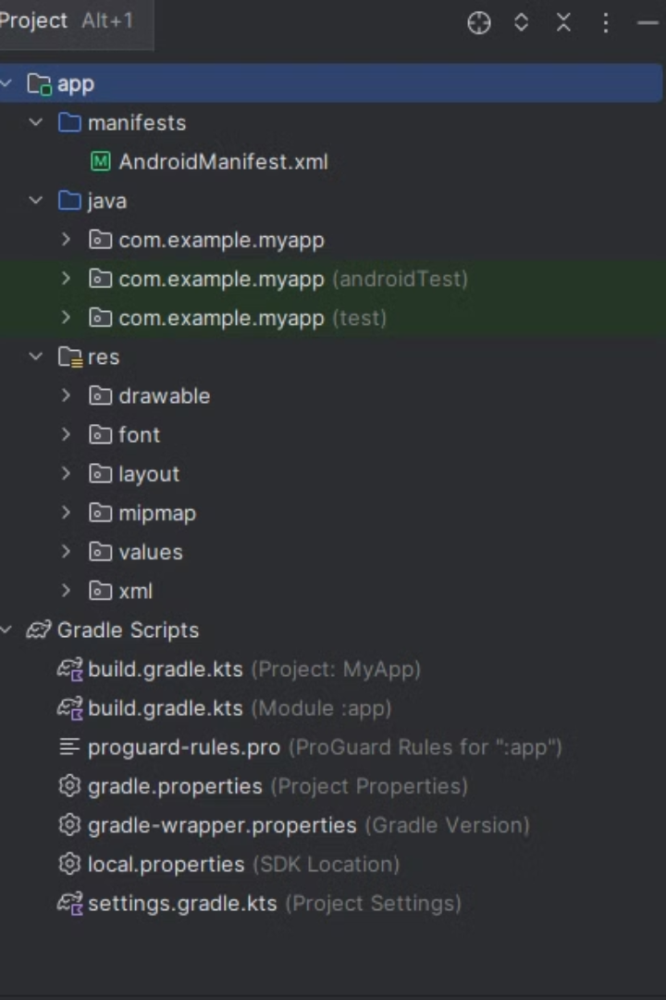 Project Alt+1
app
manifests
AndroidManifest.xml
java
com.example.myapp
com.example.myapp (androidTest)
com.example.myapp (test)
res
drawable
font
layout
mipmap
values
xml
Gradle Scripts
build.gradle.kts (Project: MyApp)
build.gradle.kts (Module :app)
proguard-rules.pro (ProGuard Rules for ":app")
gradle.properties (Project Properties)
gradle-wrapper.properties (Gradle Version)
local.properties (SDK Location)
settings.gradle.kts (Project Settings)